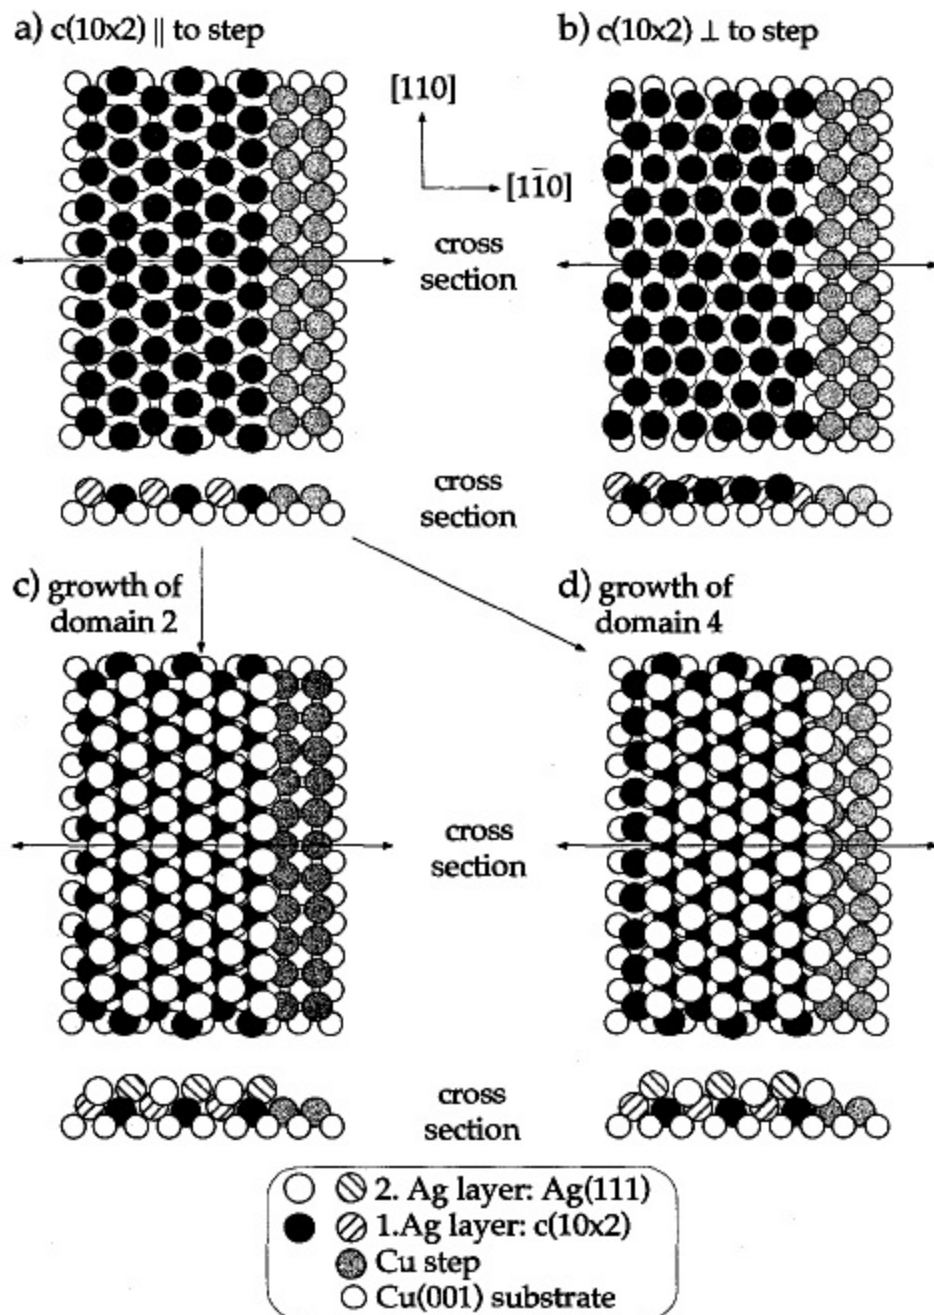 a) c(10x2) || to step
b) c(10x2) ⊥ to step
[110]
[11̄0]
cross
section
cross
section
c) growth of
domain 2
d) growth of
domain 4
cross
section
cross
section
2. Ag layer: Ag(111)
1.Ag layer: c(10x2)
Cu step
Cu(001) substrate